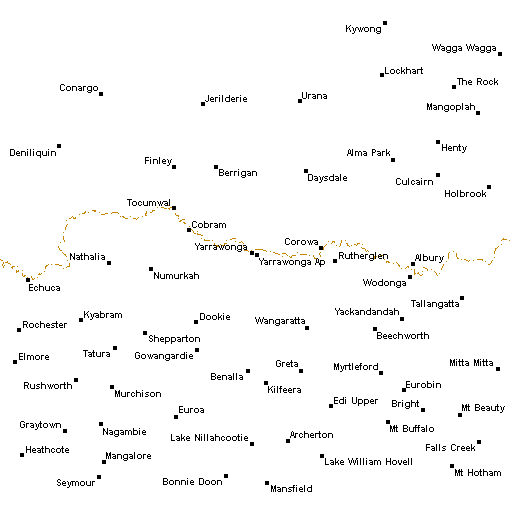 Kywong
Wagga Wagga
Lockhart
The Rock
Conargo
Jerilderie
Urana
Mangoplah
Henty
Deniliquin
Alma Park
Finley
Berrigan
Daysdale
Culcairn
Holbrook
Tocumwal
Cobram
Yarrawonga
Corowa
Nathalia
Yarrawonga Ap
Rutherglen
Albury
Numurkah
Wodonga
Echuca
Tallangatta
Kyabram
Dookie
Yackandandah
Rochester
Wangaratta
Shepparton
Beechworth
Tatura
Gowangardie
Elmore
Greta
Myrtleford
Mitta Mitta
Benalla
Rushworth
Murchison
Kilfeera
Eurobin
Edi Upper
Bright
Mt Beauty
Euroa
Graytown
Nagambie
Mt Buffalo
Lake Nillahcootie
Archerton
Falls Creek
Heathcote
Mangalore
Lake William Hovell
Mt Hotham
Seymour
Bonnie Doon
Mansfield